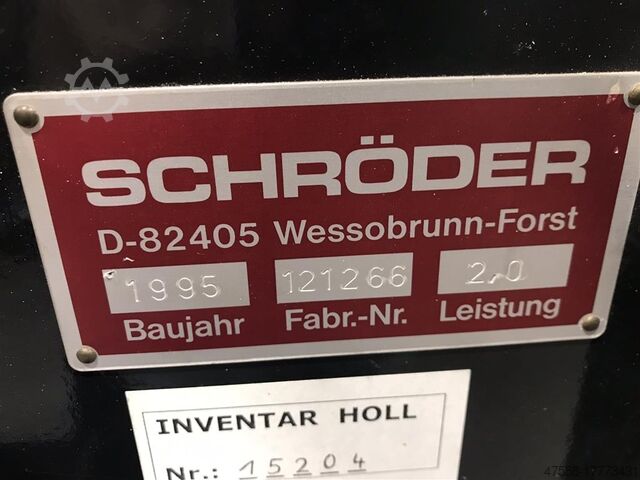 SCHRÖDER
D-82405 Wessobrunn-Forst
1995 121266 2,0
Baujahr Fabr.-Nr. Leistung
INVENTAR HOLL
Nr.: 15204